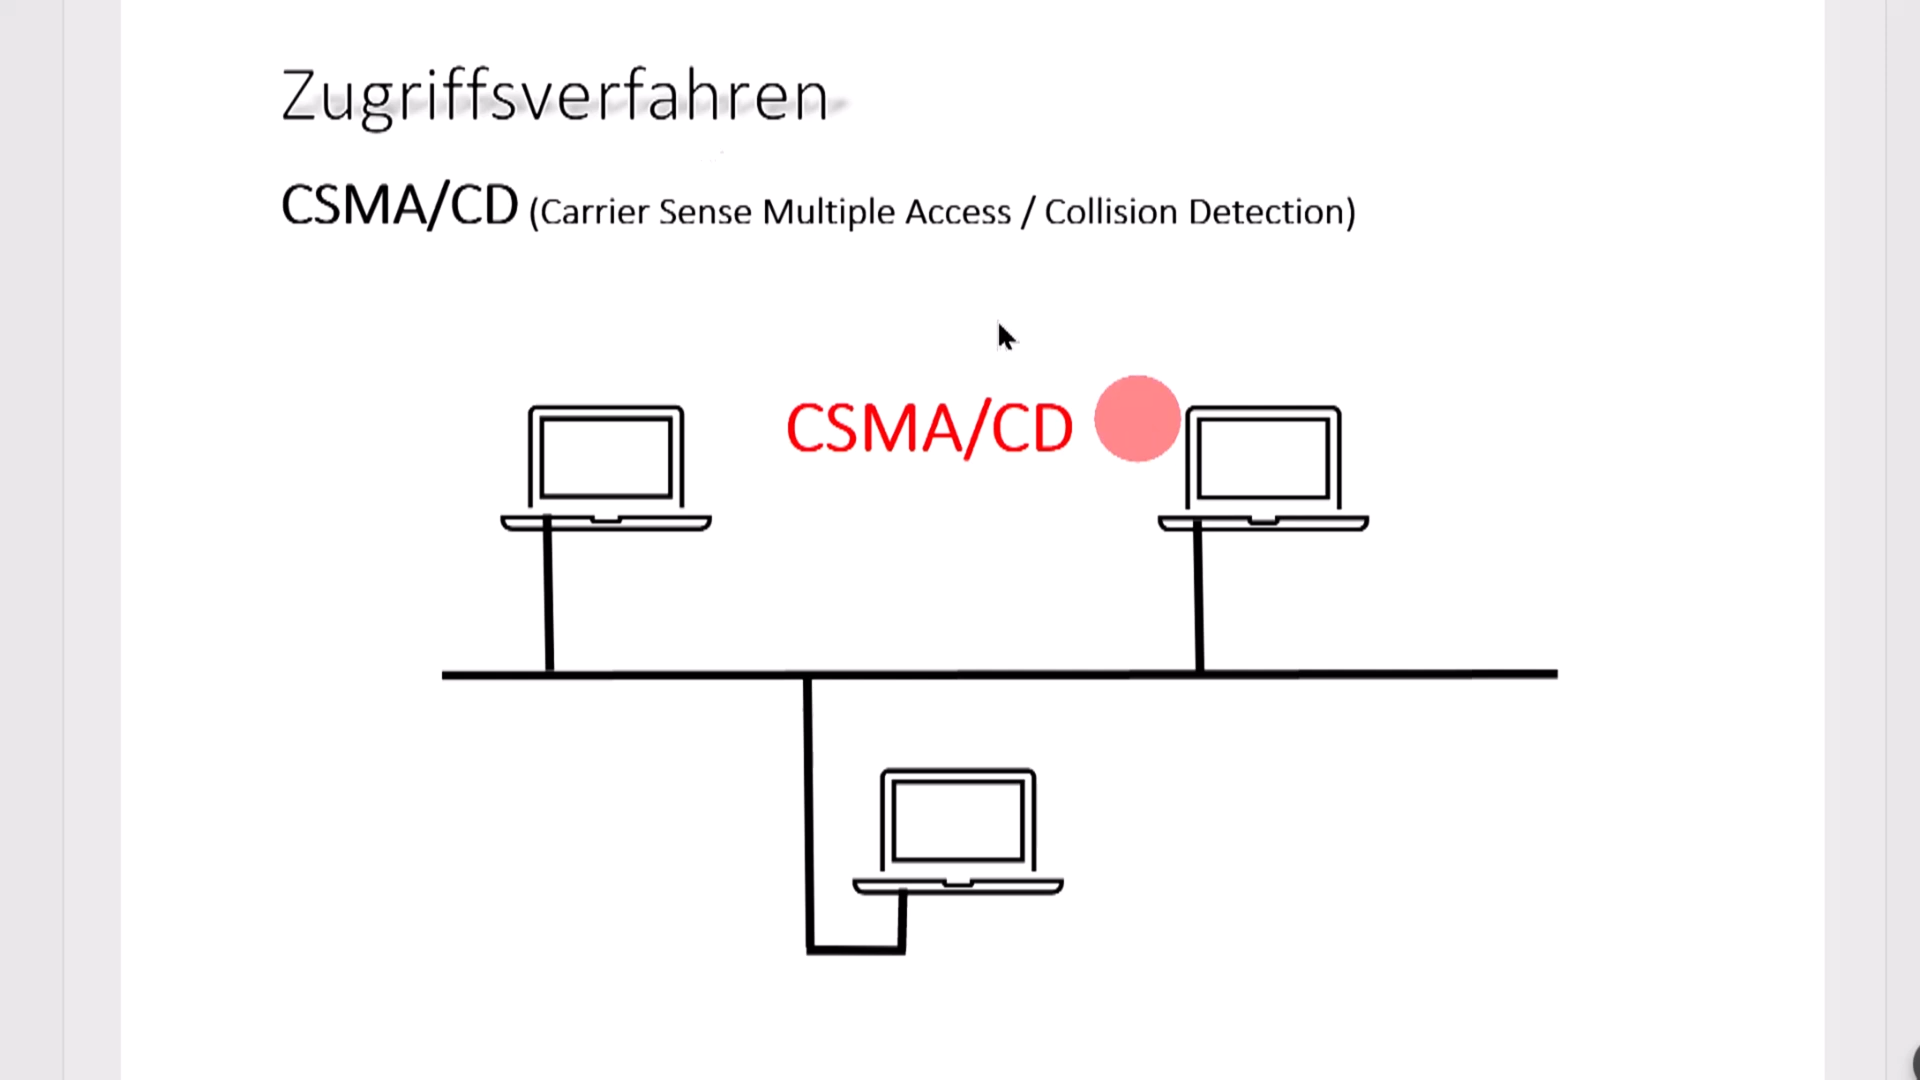 Zugriffsverfahren
CSMA/CD (Carrier Sense Multiple Access / Collision Detection)
CSMA/CD